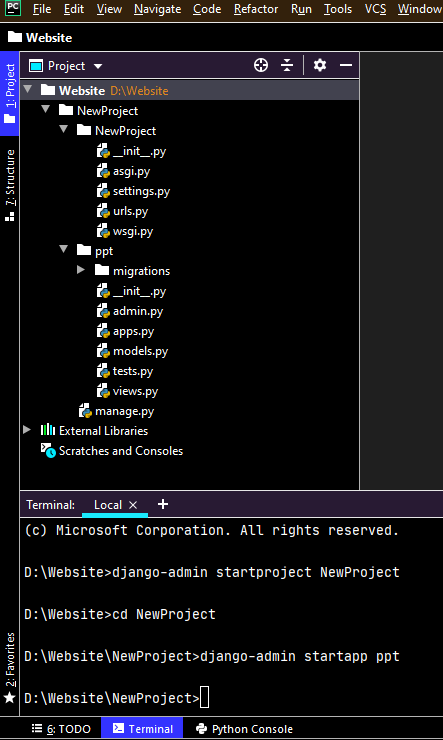 PC File Edit View Navigate Code Refactor Run Tools VCS Window
Website
1: Project
Project
Website D:\Website
NewProject
NewProject
__init__.py
asgi.py
settings.py
urls.py
wsgi.py
ppt
migrations
__init__.py
admin.py
apps.py
models.py
tests.py
views.py
manage.py
External Libraries
Scratches and Consoles
7: Structure
2: Favorites
Terminal: Local × +
(c) Microsoft Corporation. All rights reserved.
D:\Website>django-admin startproject NewProject
D:\Website>cd NewProject
D:\Website\NewProject>django-admin startapp ppt
D:\Website\NewProject>
6: TODO Terminal Python Console